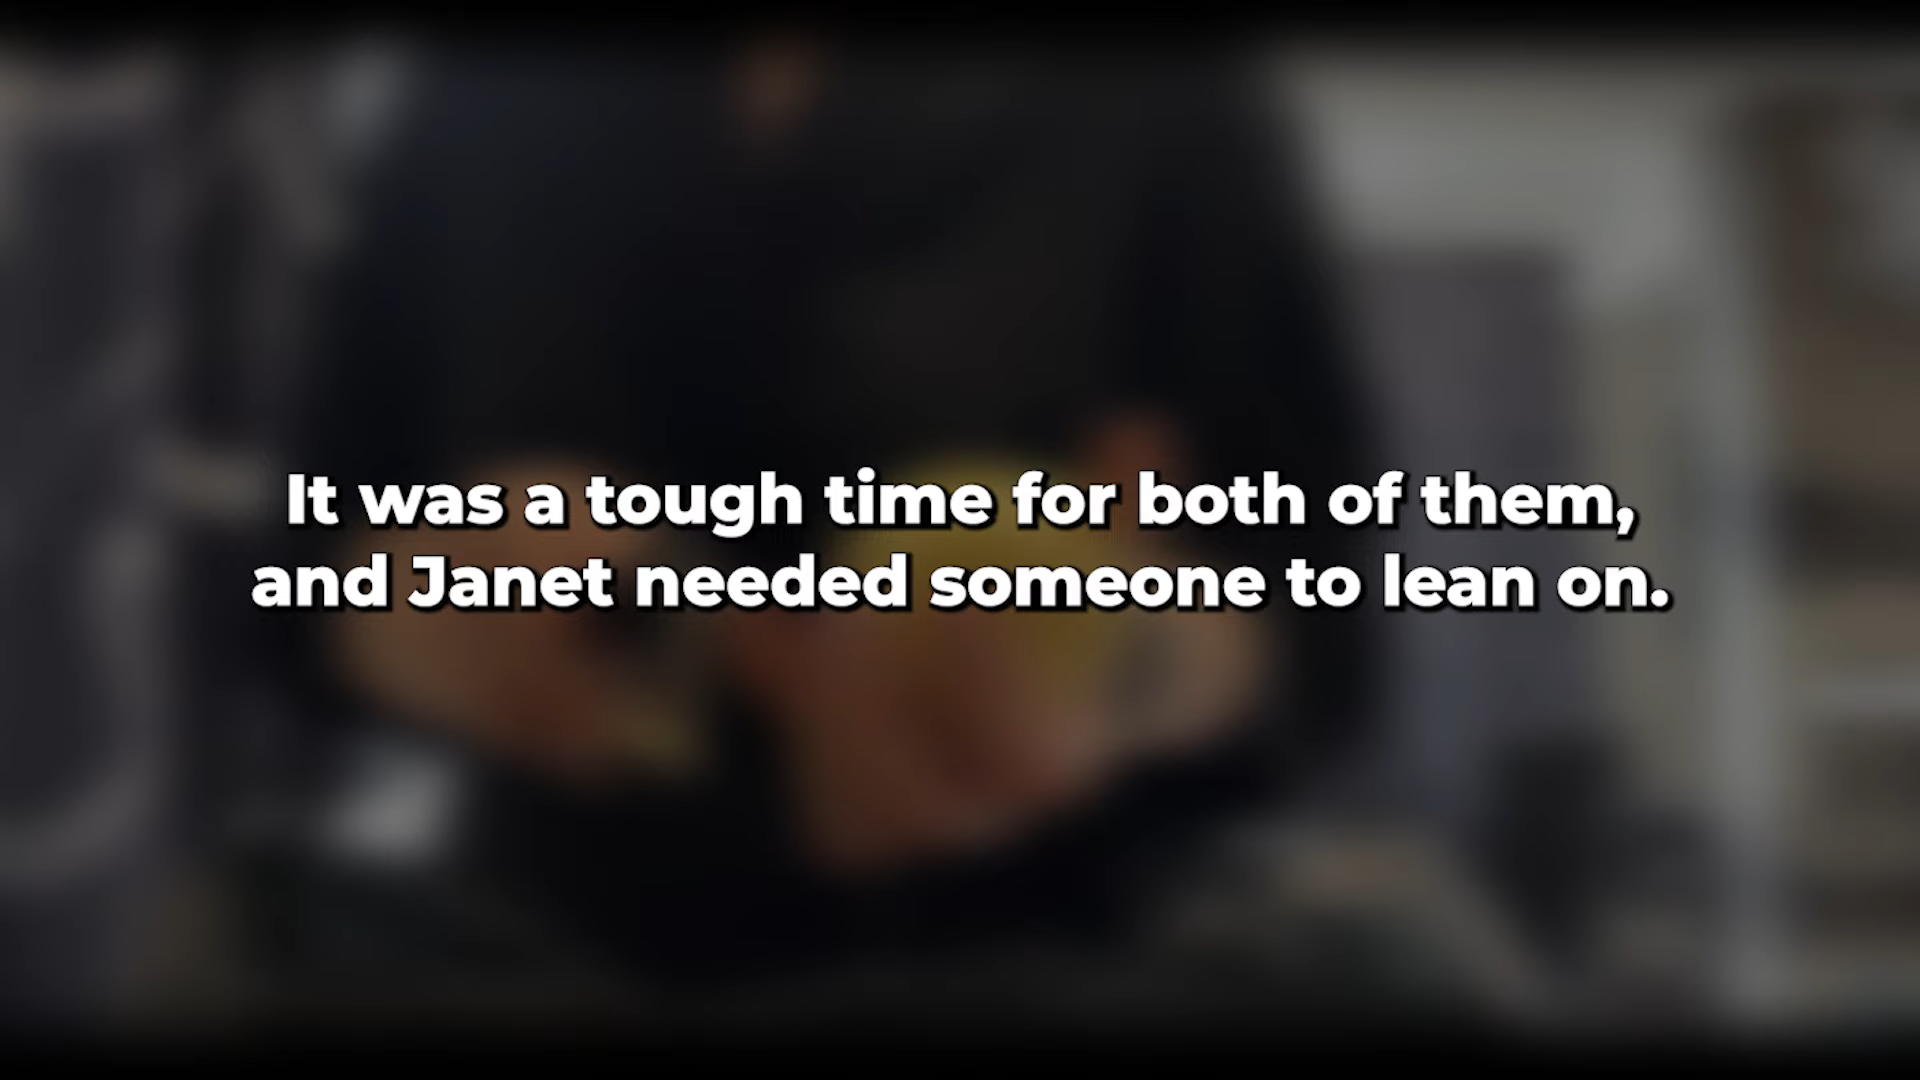 It was a tough time for both of them,
and Janet needed someone to lean on.